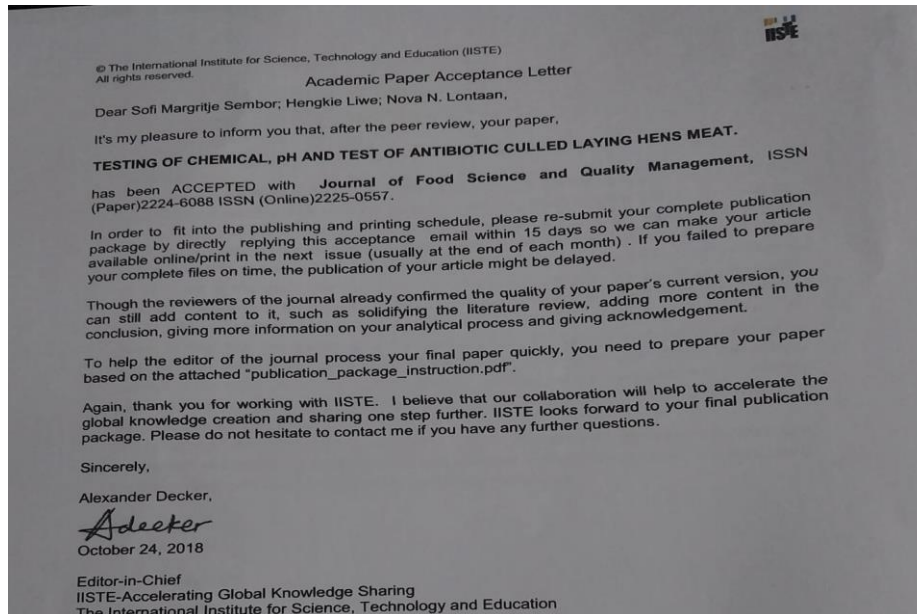 IISTE
© The International Institute for Science, Technology and Education (IISTE)
All rights reserved.
Academic Paper Acceptance Letter
Dear Sofi Margritje Sembor; Hengkie Liwe; Nova N. Lontaan,
It's my pleasure to inform you that, after the peer review, your paper,
TESTING OF CHEMICAL, pH AND TEST OF ANTIBIOTIC CULLED LAYING HENS MEAT.
has been ACCEPTED with Journal of Food Science and Quality Management, ISSN
(Paper)2224-6088 ISSN (Online)2225-0557.
In order to fit into the publishing and printing schedule, please re-submit your complete publication
package by directly replying this acceptance email within 15 days so we can make your article
available online/print in the next issue (usually at the end of each month) . If you failed to prepare
your complete files on time, the publication of your article might be delayed.
Though the reviewers of the journal already confirmed the quality of your paper's current version, you
can still add content to it, such as solidifying the literature review, adding more content in the
conclusion, giving more information on your analytical process and giving acknowledgement.
To help the editor of the journal process your final paper quickly, you need to prepare your paper
based on the attached "publication_package_instruction.pdf".
Again, thank you for working with IISTE. I believe that our collaboration will help to accelerate the
global knowledge creation and sharing one step further. IISTE looks forward to your final publication
package. Please do not hesitate to contact me if you have any further questions.
Sincerely,
Alexander Decker,
Adecker
October 24, 2018
Editor-in-Chief
IISTE-Accelerating Global Knowledge Sharing
The International Institute for Science, Technology and Education